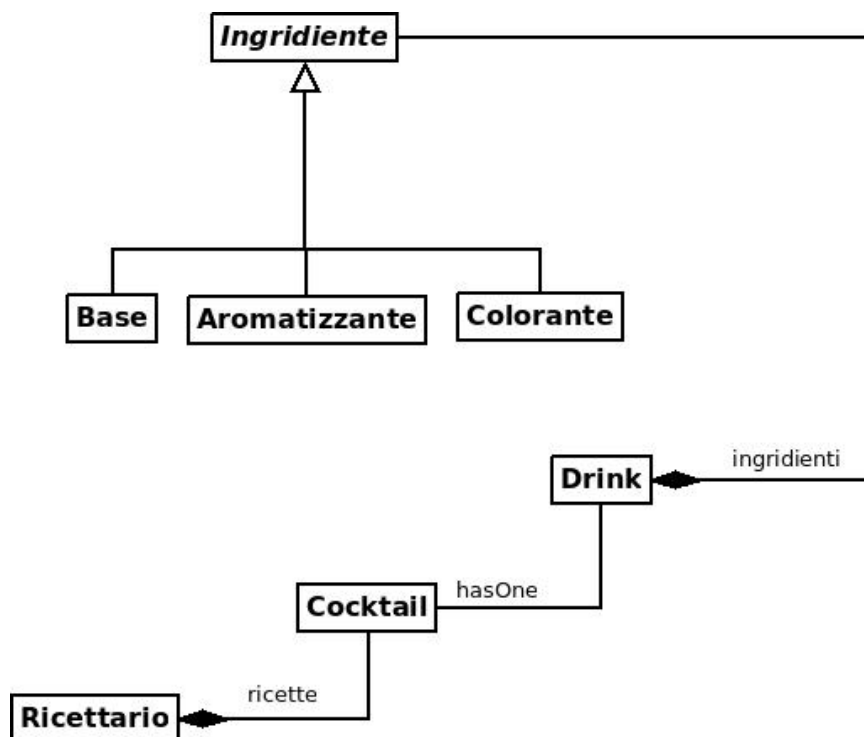 Ingridiente
Base
Aromatizzante
Colorante
ingridienti
Drink
hasOne
Cocktail
ricette
Ricettario